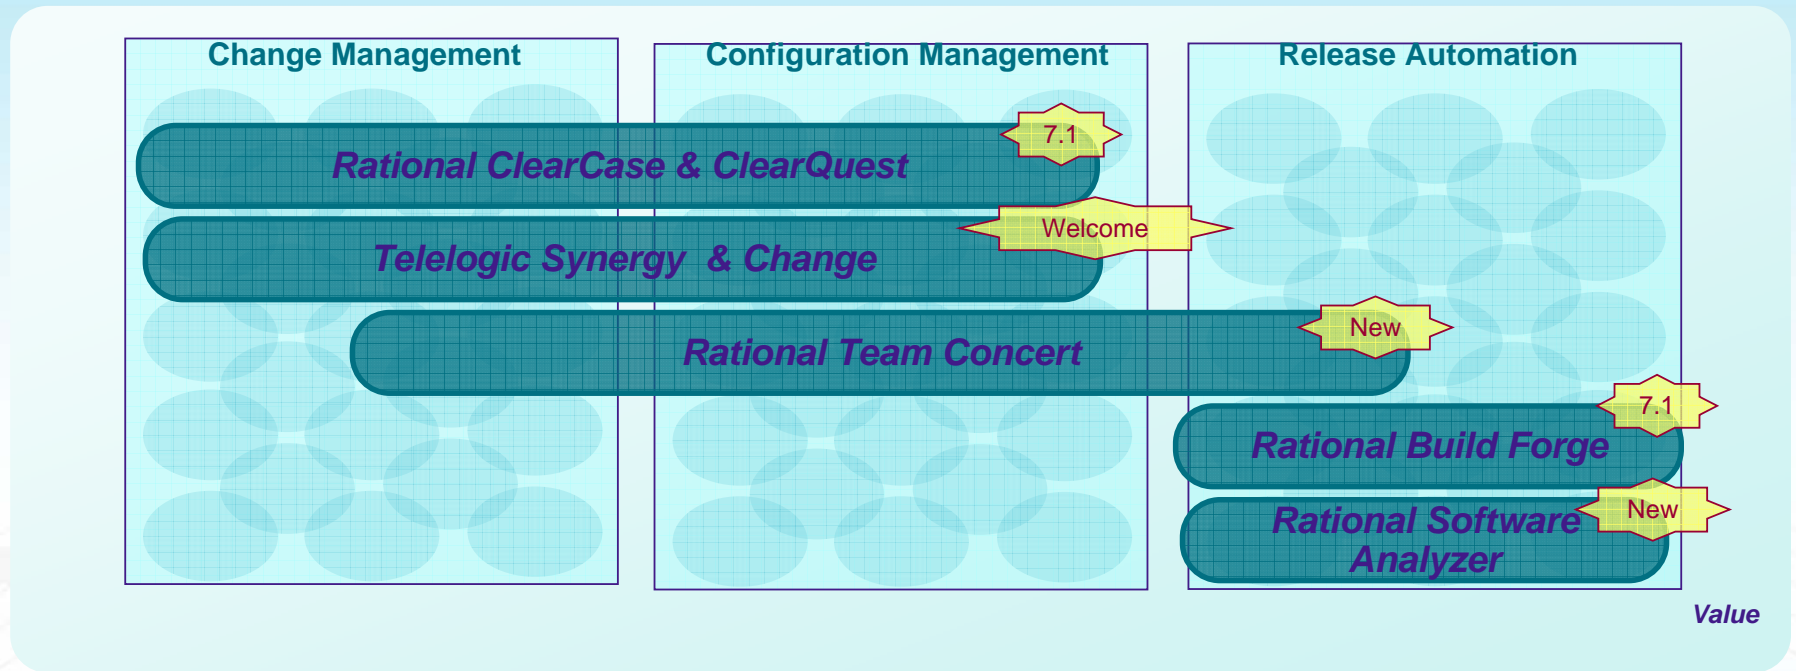 Change Management
Configuration Management
Release Automation
7.1
Rational ClearCase & ClearQuest
Welcome
Telelogic Synergy & Change
New
Rational Team Concert
7.1
Rational Build Forge
New
Rational Software
Analyzer
Value